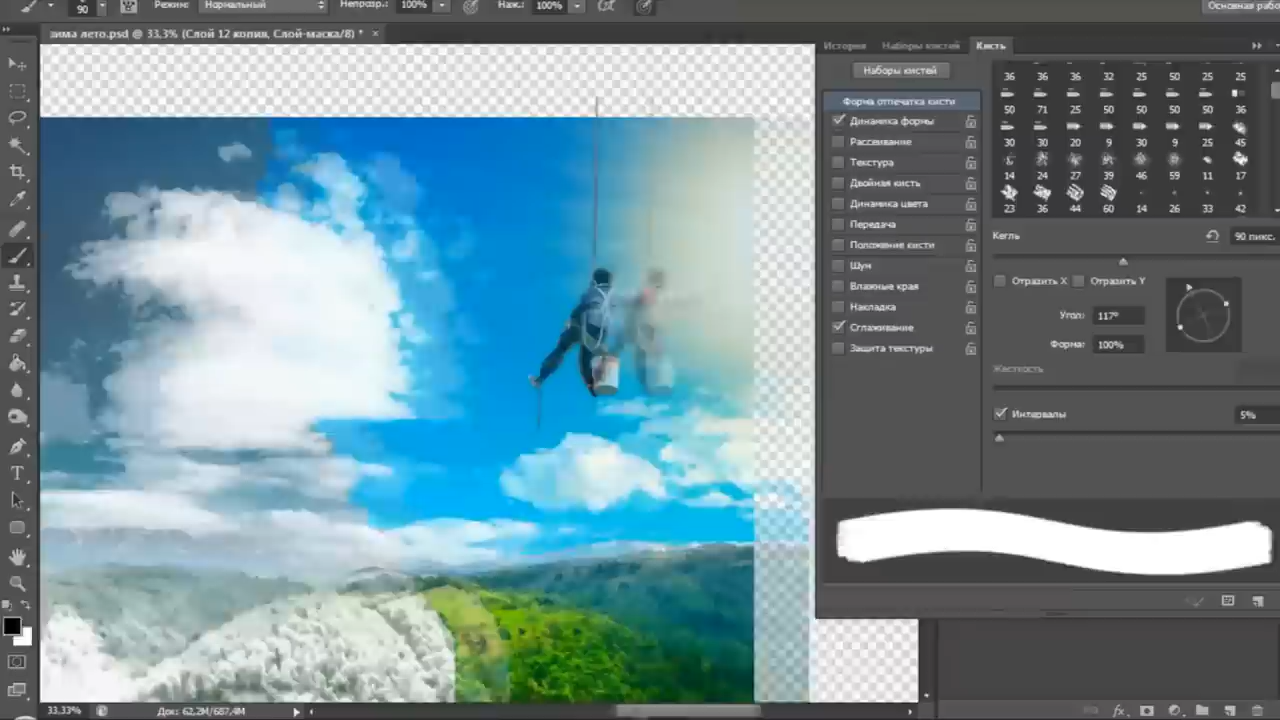 90 Режим: Нормальный Непрозр.: 100% Наж.: 100% Основная рабо
зима лето.psd @ 33,3% (Слой 12 копия, Слой-маска/8) * ×
История Наборы кистей Кисть
Наборы кистей
Форма отпечатка кисти
Динамика формы
Рассеивание
Текстура
Двойная кисть
Динамика цвета
Передача
Положение кисти
Шум
Влажные края
Накладка
Сглаживание
Защита текстуры
36 36 36 32 25 50 25 25
50 71 25 50 50 50 50 36
30 30 20 9 30 9 25 45
14 24 27 39 46 59 11 17
23 36 44 60 14 26 33 42
Кегль 90 пикс.
Отразить X Отразить Y
Угол: 117°
Форма: 100%
Жесткость
Интервалы 5%
33,33% Док: 62,2M/687,4M